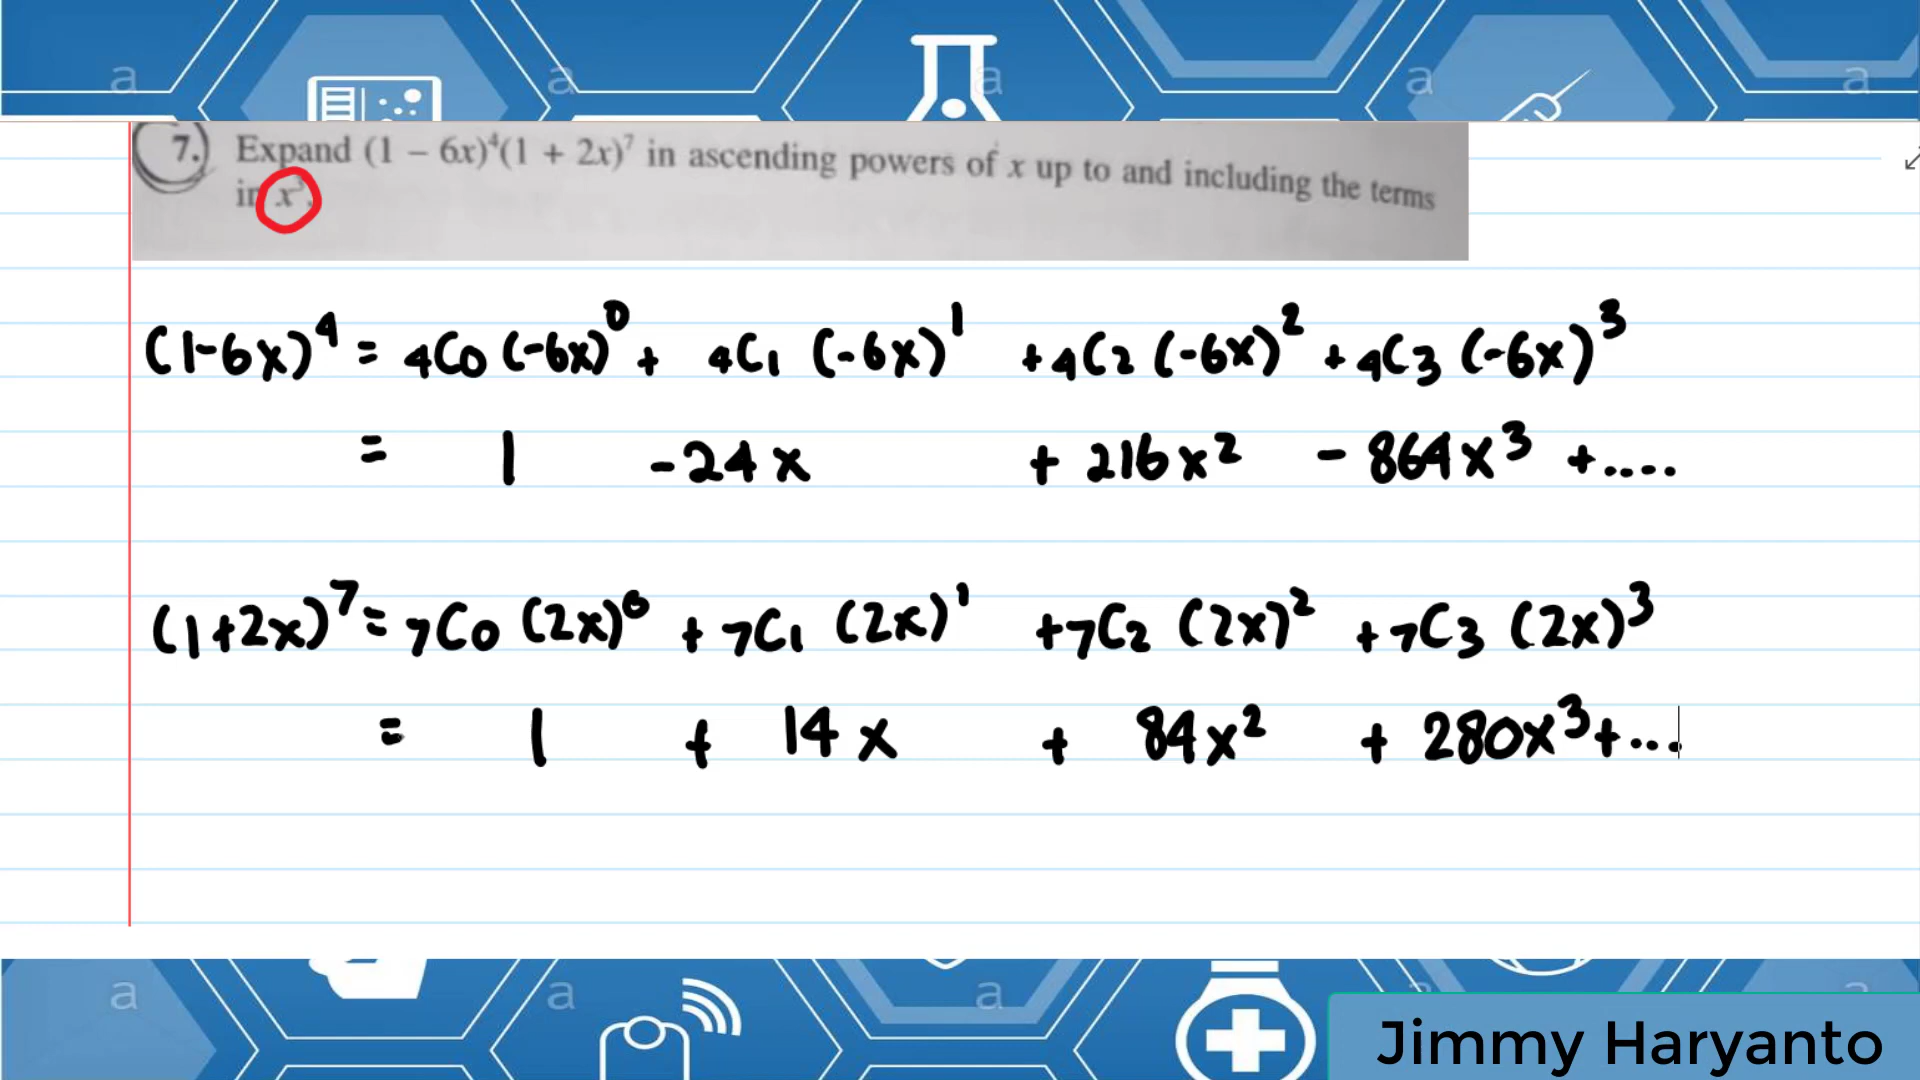 a a a a a
7. Expand (1 − 6x)⁴(1 + 2x)⁷ in ascending powers of x up to and including the terms
in x³.
(1-6x)⁴ = 4C0 (-6x)⁰ + 4C1 (-6x)¹ + 4C2 (-6x)² + 4C3 (-6x)³
= 1 - 24x + 216x² - 864x³ + ....
(1+2x)⁷ = 7C0 (2x)⁰ + 7C1 (2x)¹ + 7C2 (2x)² + 7C3 (2x)³
= 1 + 14x + 84x² + 280x³ + ...
a a a
Jimmy Haryanto